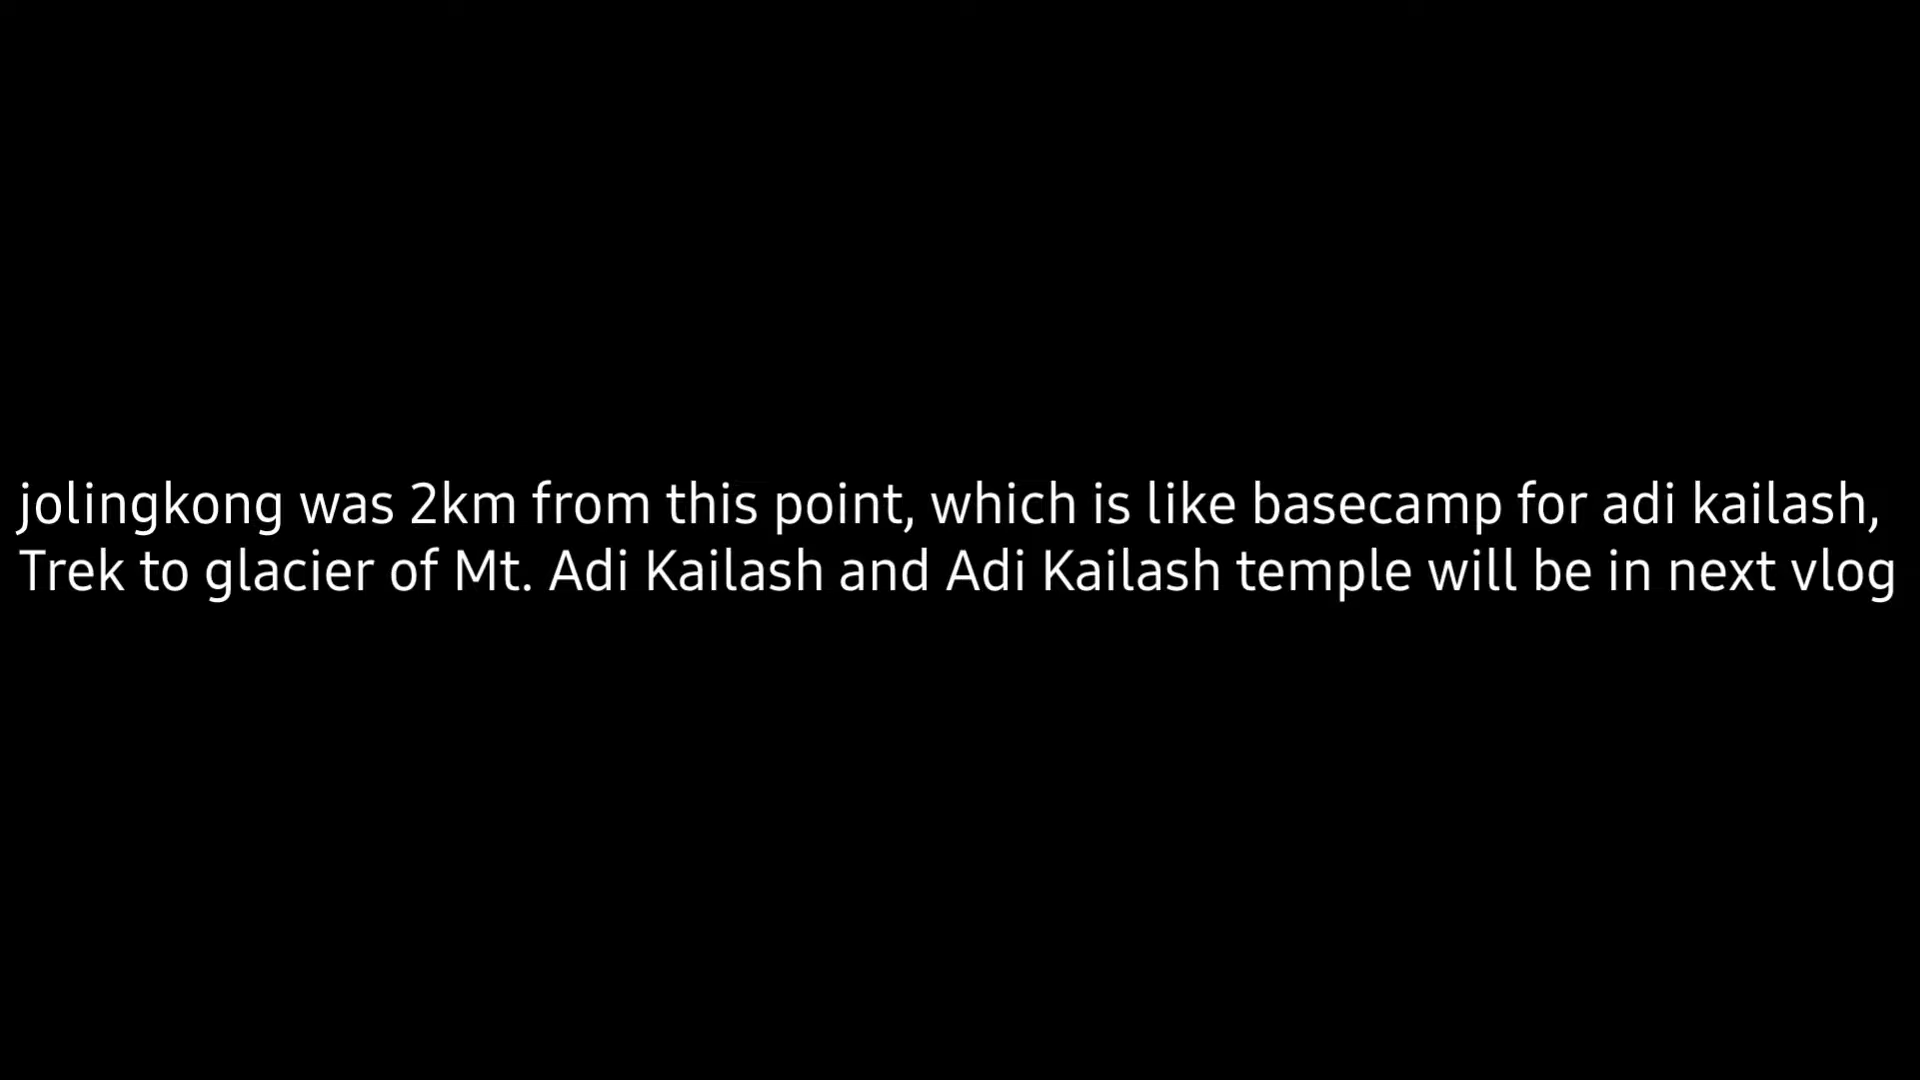 jolingkong was 2km from this point, which is like basecamp for adi kailash,
Trek to glacier of Mt. Adi Kailash and Adi Kailash temple will be in next vlog